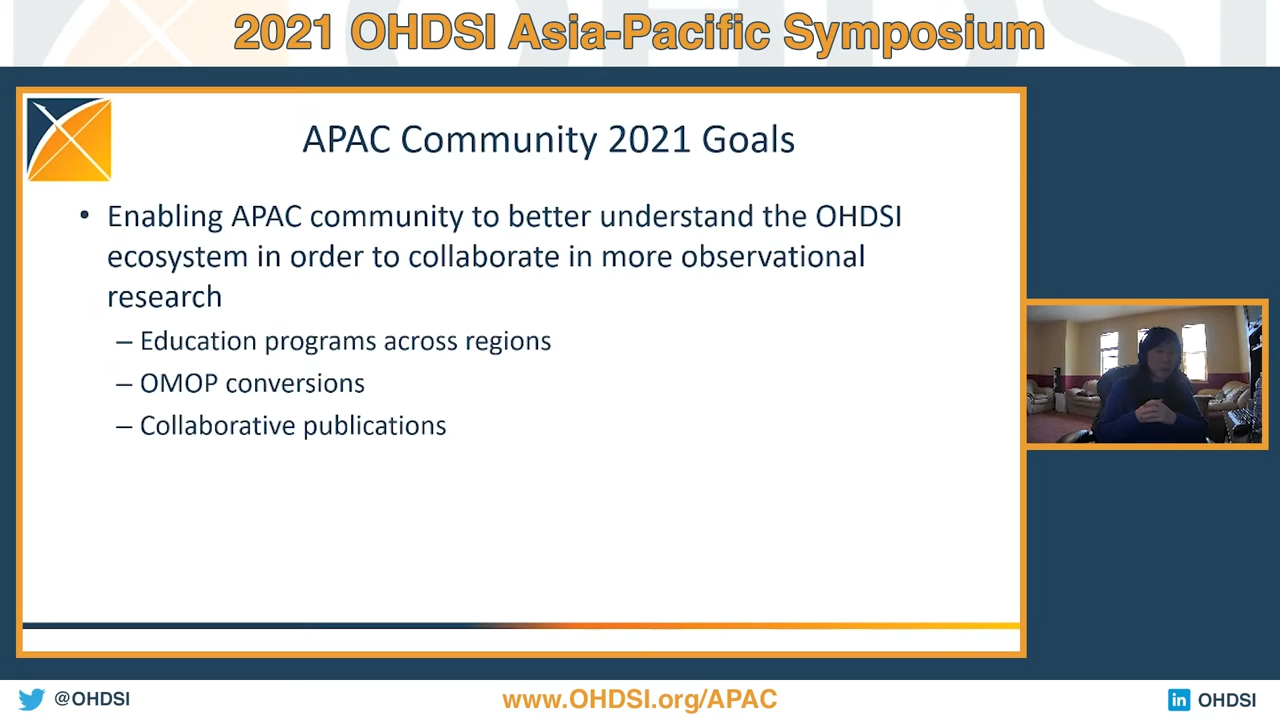 2021 OHDSI Asia-Pacific Symposium
APAC Community 2021 Goals
• Enabling APAC community to better understand the OHDSI
ecosystem in order to collaborate in more observational
research
– Education programs across regions
– OMOP conversions
– Collaborative publications
@OHDSI
www.OHDSI.org/APAC
in OHDSI